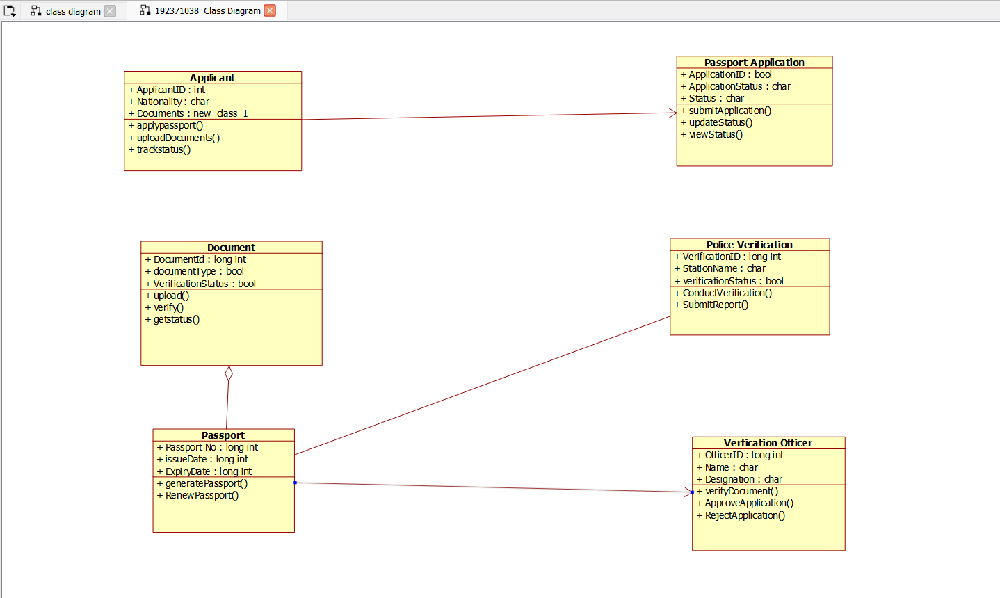 class diagram
192371038_Class Diagram
Applicant
+ ApplicantID : int
+ Nationality : char
+ Documents : new_class_1
+ applypassport()
+ uploadDocuments()
+ trackstatus()
Passport Application
+ ApplicationID : bool
+ ApplicationStatus : char
+ Status : char
+ submitApplication()
+ updateStatus()
+ viewStatus()
Document
+ DocumentId : long int
+ documentType : bool
+ VerificationStatus : bool
+ upload()
+ verify()
+ getstatus()
Police Verification
+ VerificationID : long int
+ StationName : char
+ verificationStatus : bool
+ ConductVerification()
+ SubmitReport()
Passport
+ Passport No : long int
+ issueDate : long int
+ ExpiryDate : long int
+ generatePassport()
+ RenewPassport()
Verfication Officer
+ OfficerID : long int
+ Name : char
+ Designation : char
+ verifyDocument()
+ ApproveApplication()
+ RejectApplication()